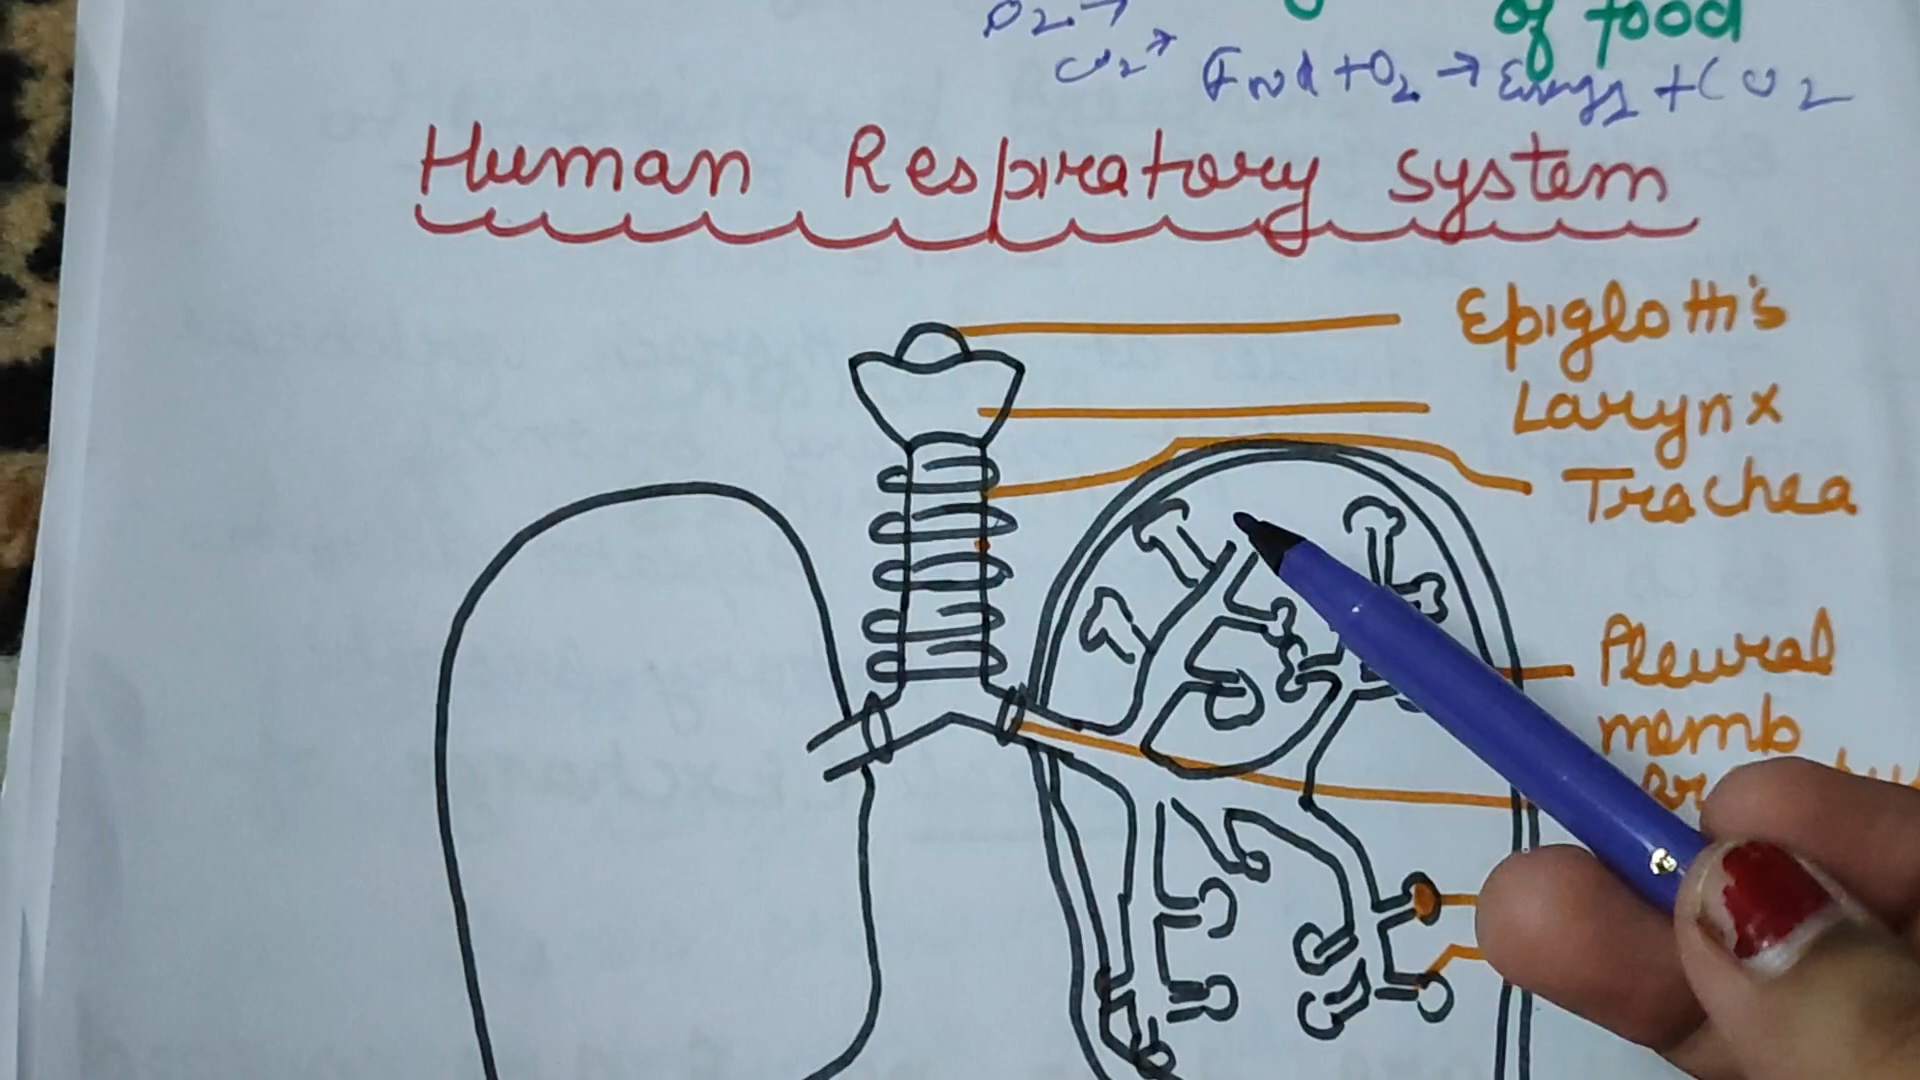 of food
O2 →
CO2 → Food + O2 → Energy + CO2
Human Respiratory system
Epiglottis
Larynx
Trachea
Pleural
memb